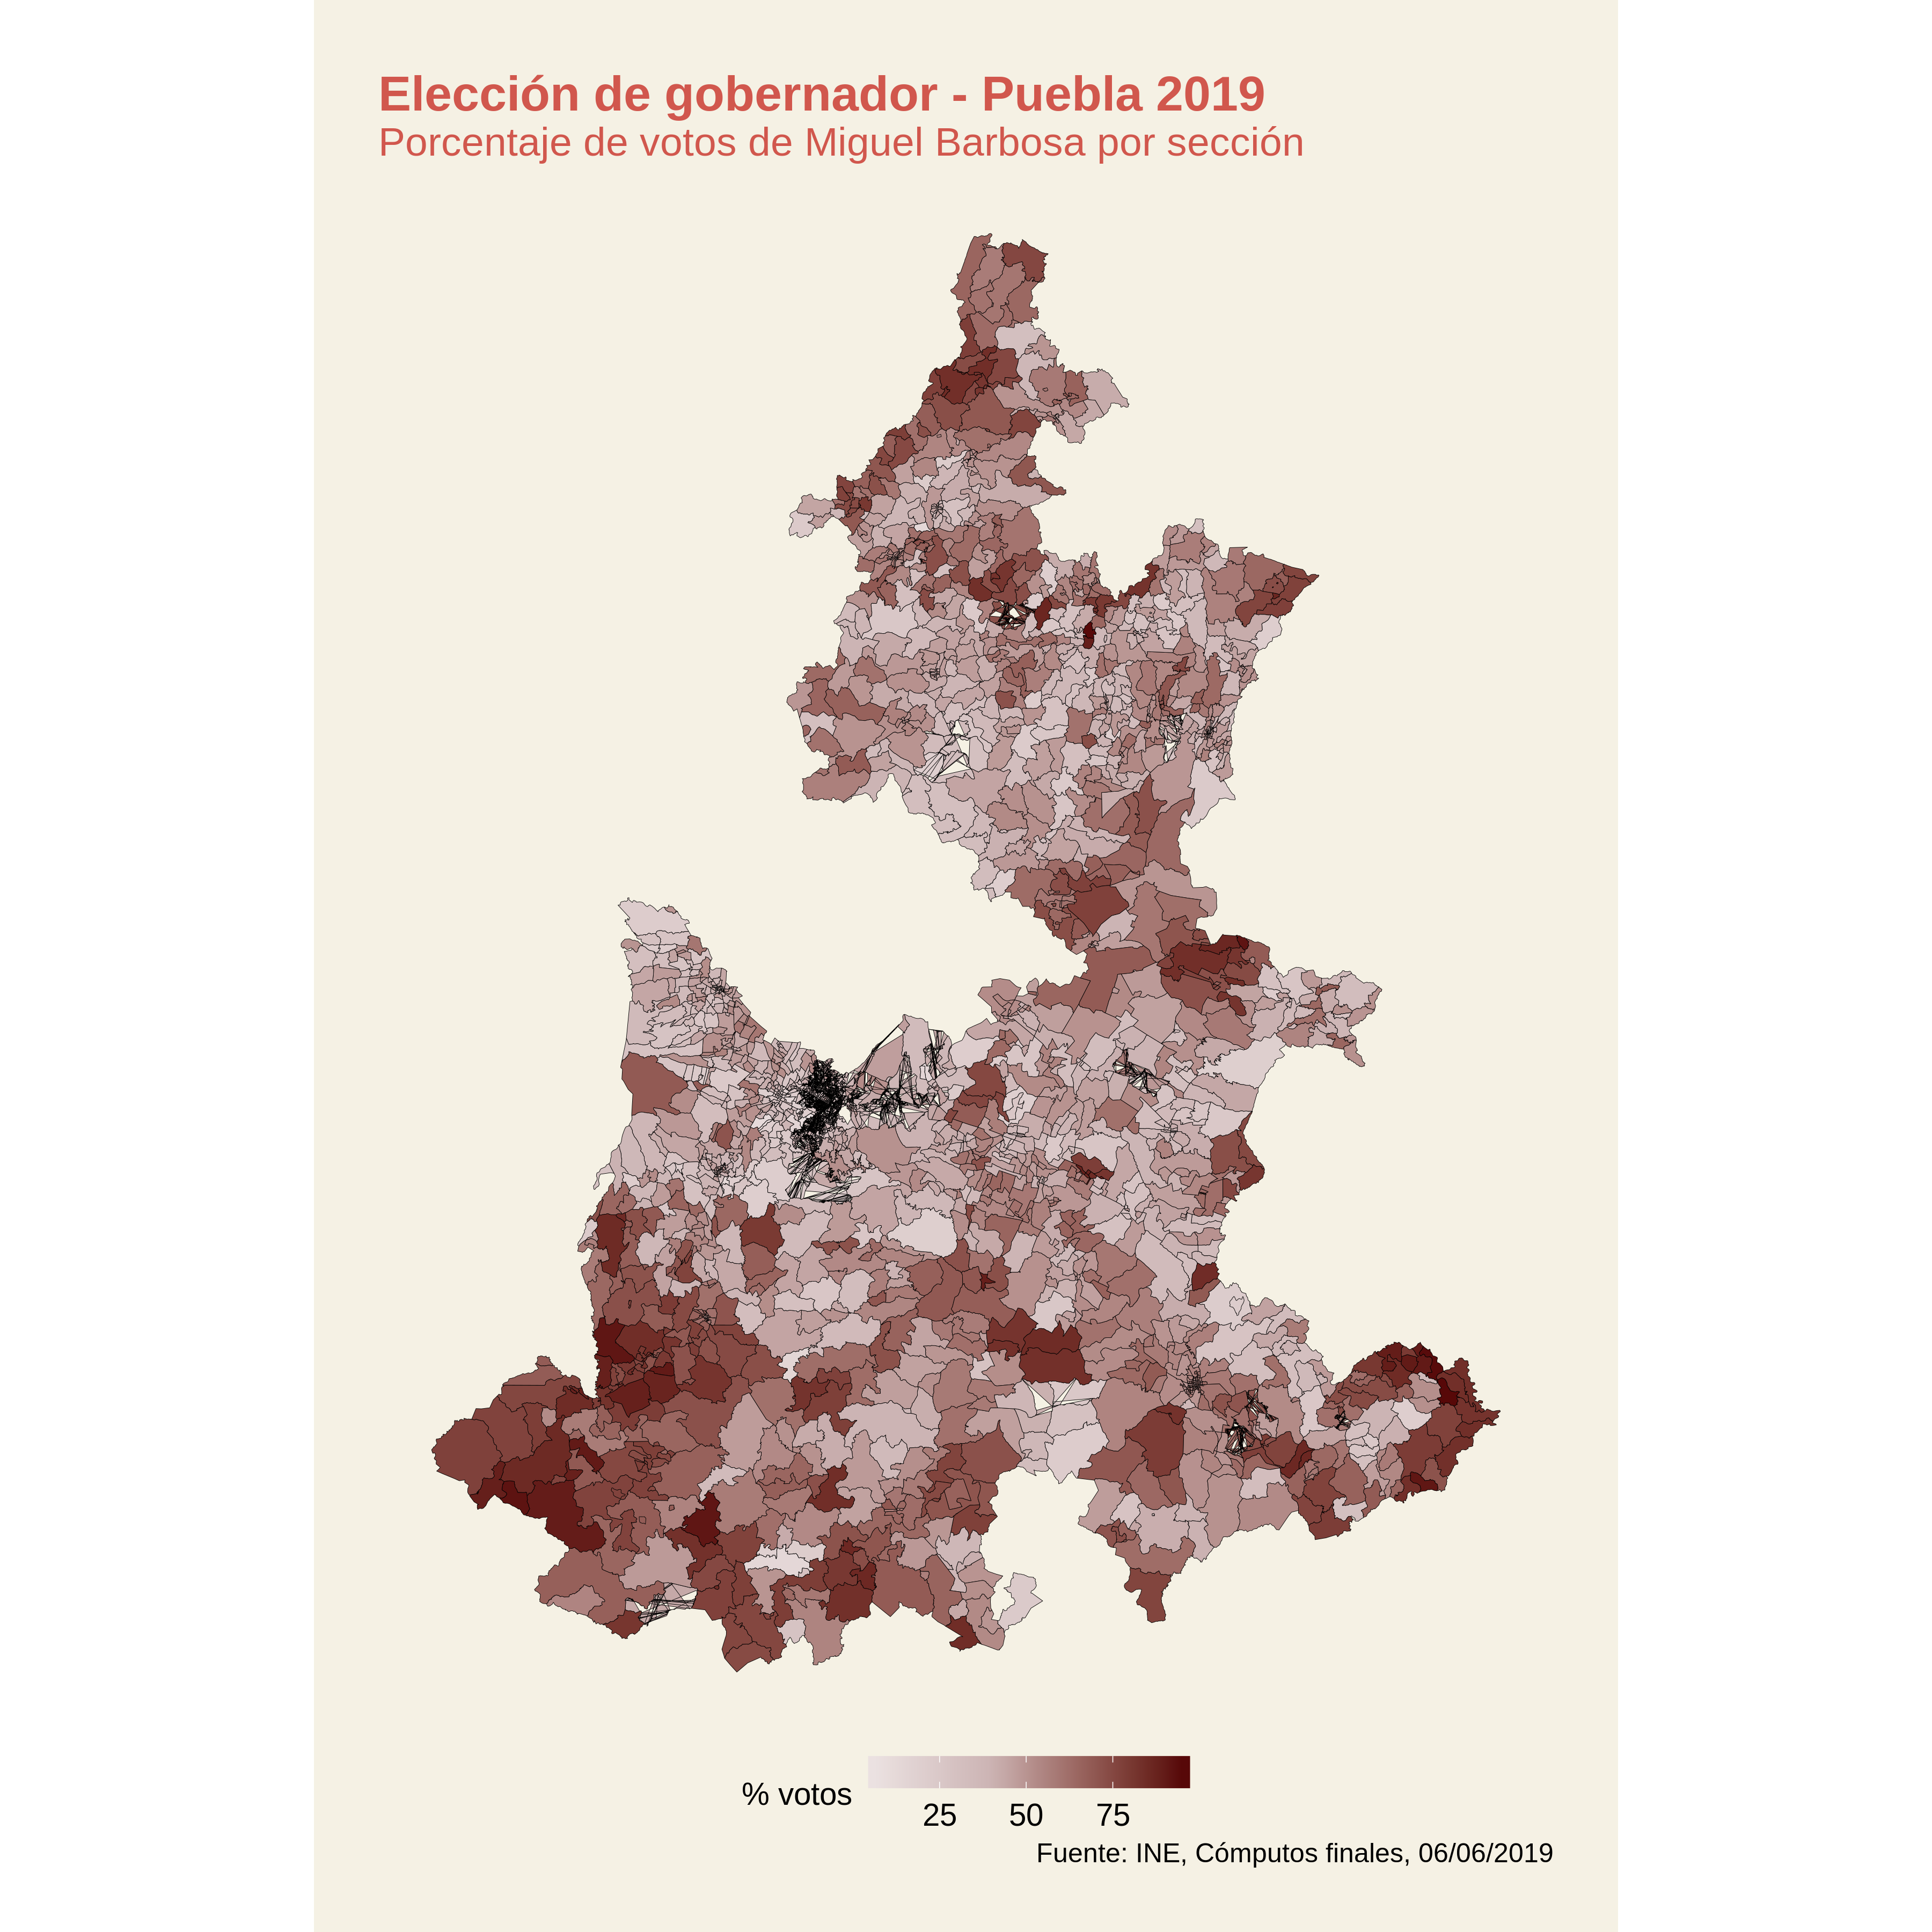 Elección de gobernador - Puebla 2019
Porcentaje de votos de Miguel Barbosa por sección
% votos
25 50 75
Fuente: INE, Cómputos finales, 06/06/2019